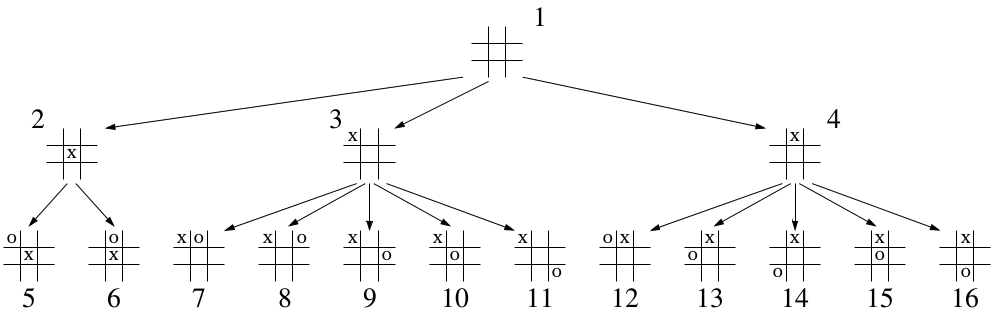 1
2 3 4
x x
x
o o x o x o x x x o x x x x x
x x o o o o
o o o
5 6 7 8 9 10 11 12 13 14 15 16